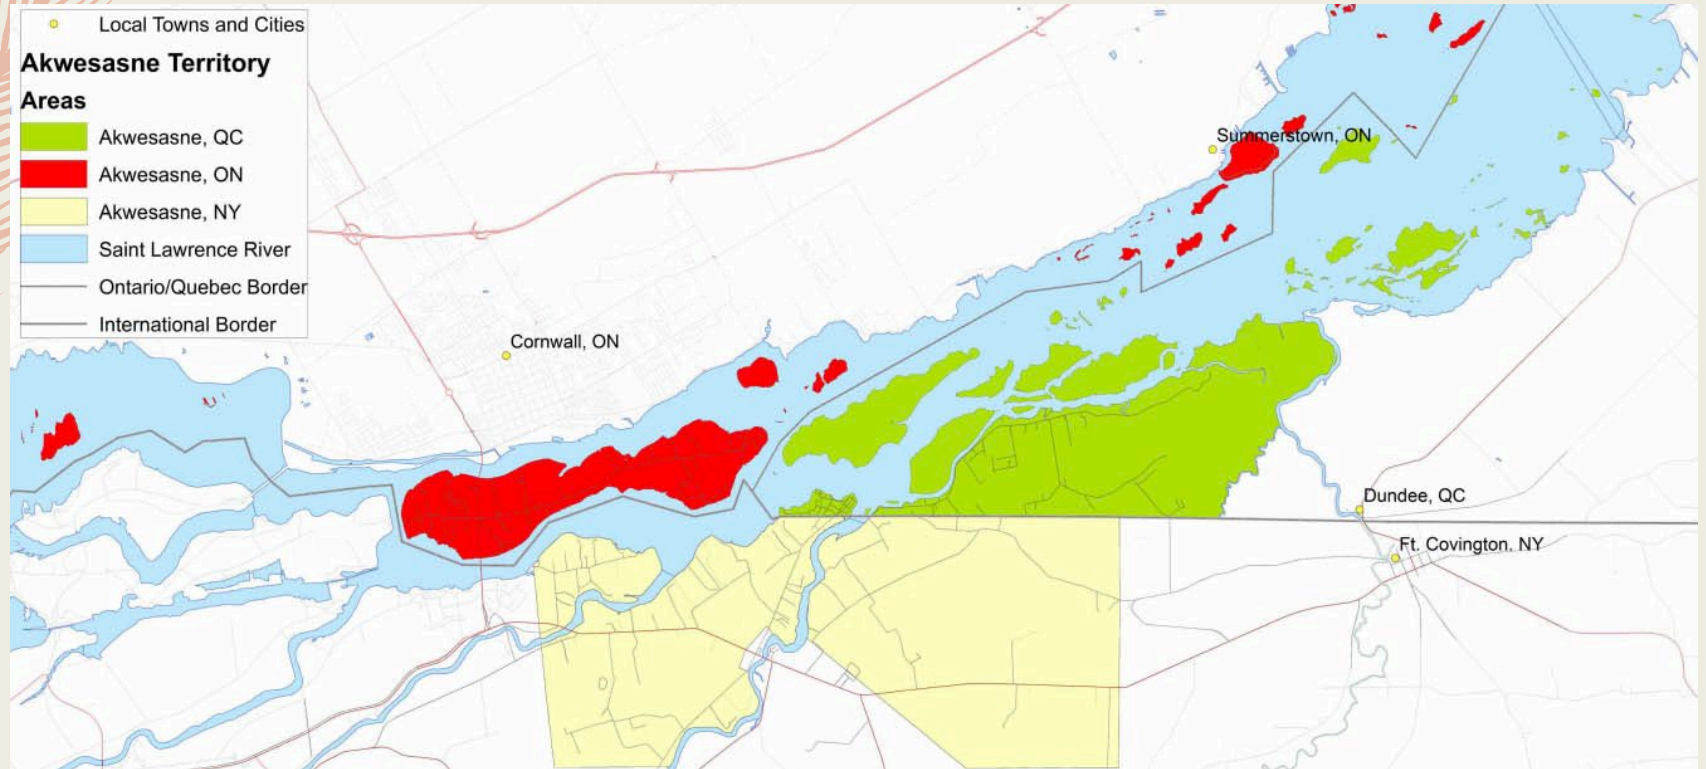 Local Towns and Cities
Akwesasne Territory
Areas
Akwesasne, QC
Akwesasne, ON
Akwesasne, NY
Saint Lawrence River
Ontario/Quebec Border
International Border
Summerstown, ON
Cornwall, ON
Dundee, QC
Ft. Covington. NY